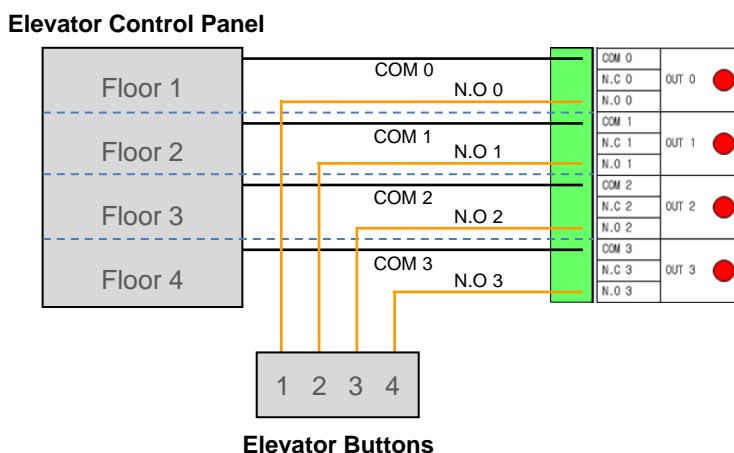 Elevator Control Panel
Floor 1
Floor 2
Floor 3
Floor 4
COM 0
N.O 0
COM 1
N.O 1
COM 2
N.O 2
COM 3
N.O 3
COM 0
N.C 0
N.O 0
OUT 0
COM 1
N.C 1
N.O 1
OUT 1
COM 2
N.C 2
N.O 2
OUT 2
COM 3
N.C 3
N.O 3
OUT 3
1 2 3 4
Elevator Buttons